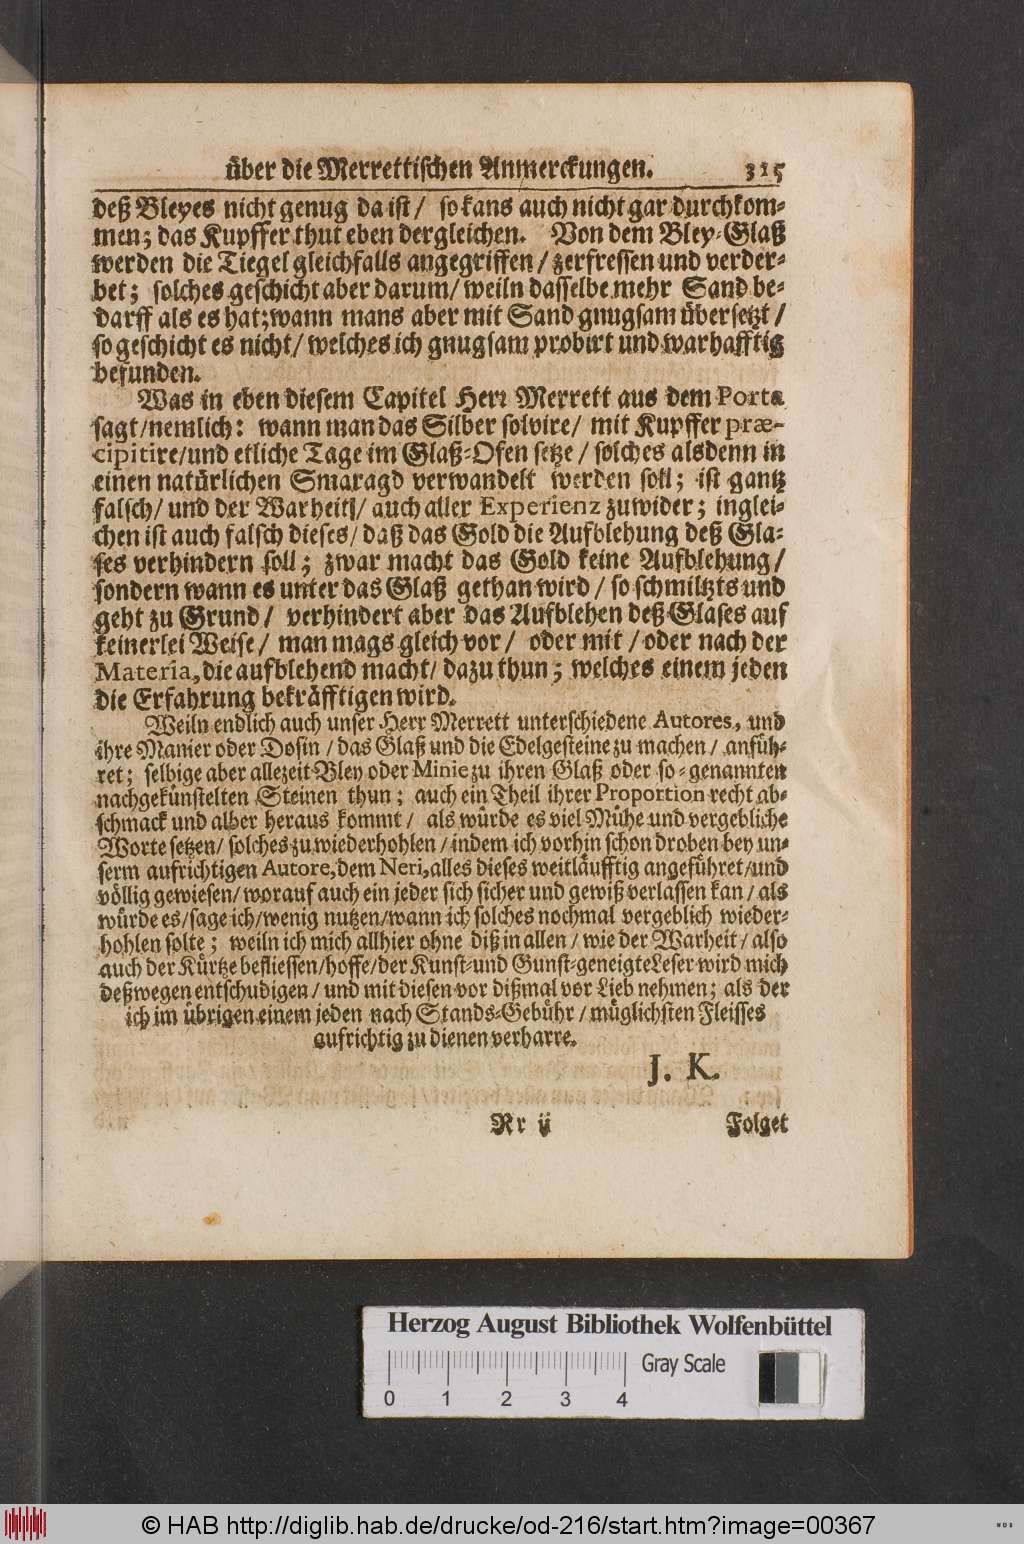 über die Merrettischen Anmerckungen. 315
deß Bleyes nicht genug da ist / so kans auch nicht gar durchkom-
men; das Kupffer thut eben dergleichen. Von dem Bley-Glaß
werden die Tiegel gleichfalls angegriffen / zerfressen und verder-
bet; solches geschicht aber darum / weiln dasselbe mehr Sand be-
darff als es hat; wann mans aber mit Sand gnugsam übersetzt /
so geschicht es nicht / welches ich gnugsam probirt und warhafftig
befunden.
Was in eben diesem Capitel Herr Merrett aus dem Porta
sagt / nemlich: wann man das Silber solvire / mit Kupffer præ-
cipitire / und etliche Tage im Glaß-Ofen setze / solches alsdenn in
einen natürlichen Smaragd verwandelt werden soll; ist gantz
falsch / und der Warheit / auch aller Experienz zuwider; inglei-
chen ist auch falsch dieses / daß das Gold die Aufblehung deß Gla-
ses verhindern soll; zwar macht das Gold keine Aufblehung /
sondern wann es unter das Glaß gethan wird / so schmiltzts und
geht zu Grund / verhindert aber das Aufblehen deß Glases auf
keinerlei Weise / man mags gleich vor / oder mit / oder nach der
Materia, die aufblehend macht / dazu thun; welches einem jeden
die Erfahrung bekräfftigen wird.
Weiln endlich auch unser Herr Merrett unterschiedene Autores, und
ihre Manier oder Dosin / das Glaß und die Edelgesteine zu machen / anfüh-
ret; selbige aber allezeit Bley oder Minie zu ihren Glaß oder so-genannten
nachgekünstelten Steinen thun; auch ein Theil ihrer Proportion recht ab-
schmack und alber heraus kommt / als würde es viel Mühe und vergebliche
Worte setzen / solches zu wiederhohlen / indem ich vorhin schon droben bey un-
serm aufrichtigen Autore, dem Neri, alles dieses weitläufftig angeführet / und
völlig gewiesen / worauf auch ein jeder sich sicher und gewiß verlassen kan / als
würde es / sage ich / wenig nutzen / wann ich solches nochmal vergeblich wieder-
hohlen solte; weiln ich mich allhier ohne diß in allen / wie der Warheit / also
auch der Kürtze befliessen / hoffe / der Kunst- und Gunst-geneigte Leser wird mich
deßwegen entschudigen / und mit diesen vor dißmal vor Lieb nehmen; als der
ich im übrigen einem jeden nach Stands-Gebühr / müglichsten Fleisses
aufrichtig zu dienen verharre.
J. K.
Rr ij Folget
Herzog August Bibliothek Wolfenbüttel
Gray Scale
0 1 2 3 4
© HAB http://diglib.hab.de/drucke/od-216/start.htm?image=00367